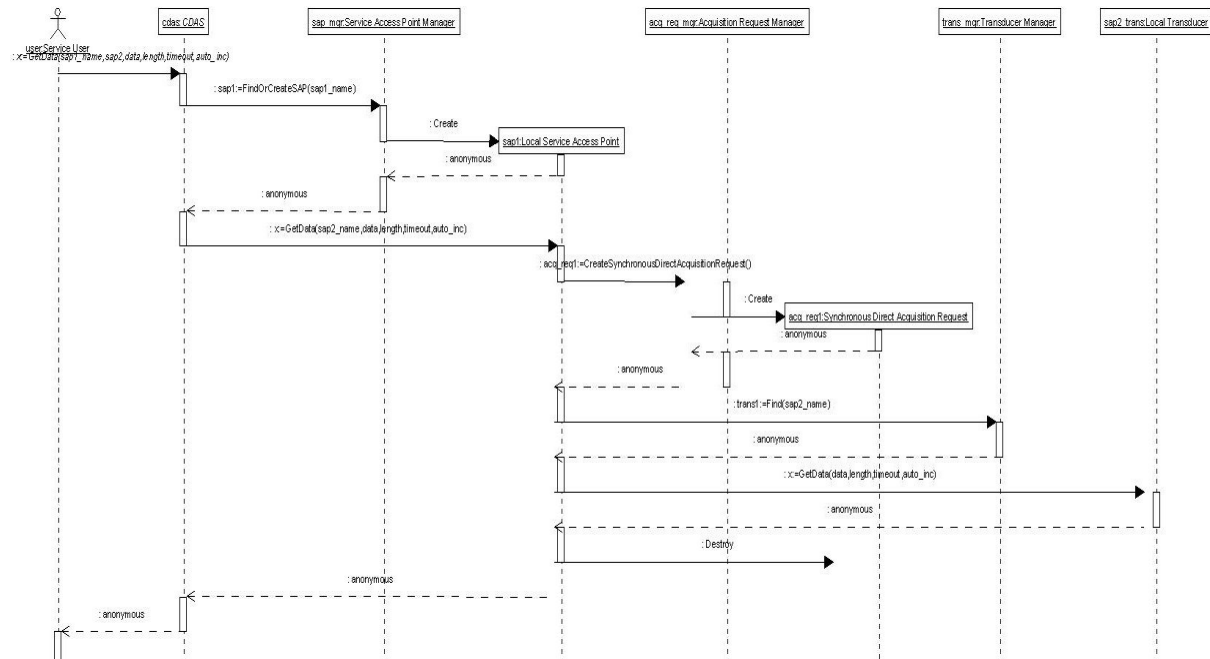 cdas:CDAS
sap_mgr:Service Access Point Manager
acq_req_mgr:Acquisition Request Manager
trans_mgr:Transducer Manager
sap2_trans:Local Transducer
user:Service User
: x:=GetData(sap1_name,sap2,data,length,timeout,auto_inc)
: sap1:=FindOrCreateSAP(sap1_name)
: Create
sap1:Local Service Access Point
: anonymous
: anonymous
: x:=GetData(sap2_name,data,length,timeout,auto_inc)
: acq_req1:=CreateSynchronousDirectAcquisitionRequest()
: Create
acq_req1:Synchronous Direct Acquisition Request
: anonymous
: anonymous
: trans1:=Find(sap2_name)
: anonymous
: x:=GetData(data,length,timeout,auto_inc)
: anonymous
: Destroy
: anonymous
: anonymous